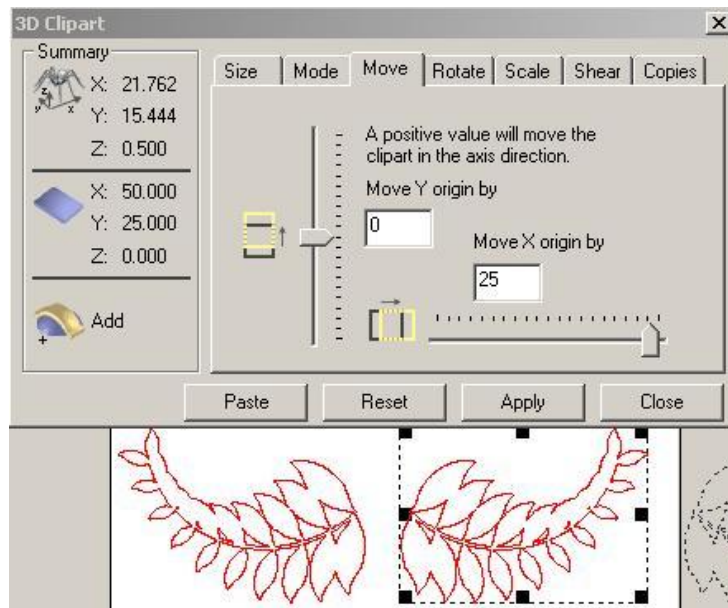 3D Clipart
Summary
X: 21.762
Y: 15.444
Z: 0.500
X: 50.000
Y: 25.000
Z: 0.000
Add
Size Mode Move Rotate Scale Shear Copies
A positive value will move the
clipart in the axis direction.
Move Y origin by
0
Move X origin by
25
Paste Reset Apply Close